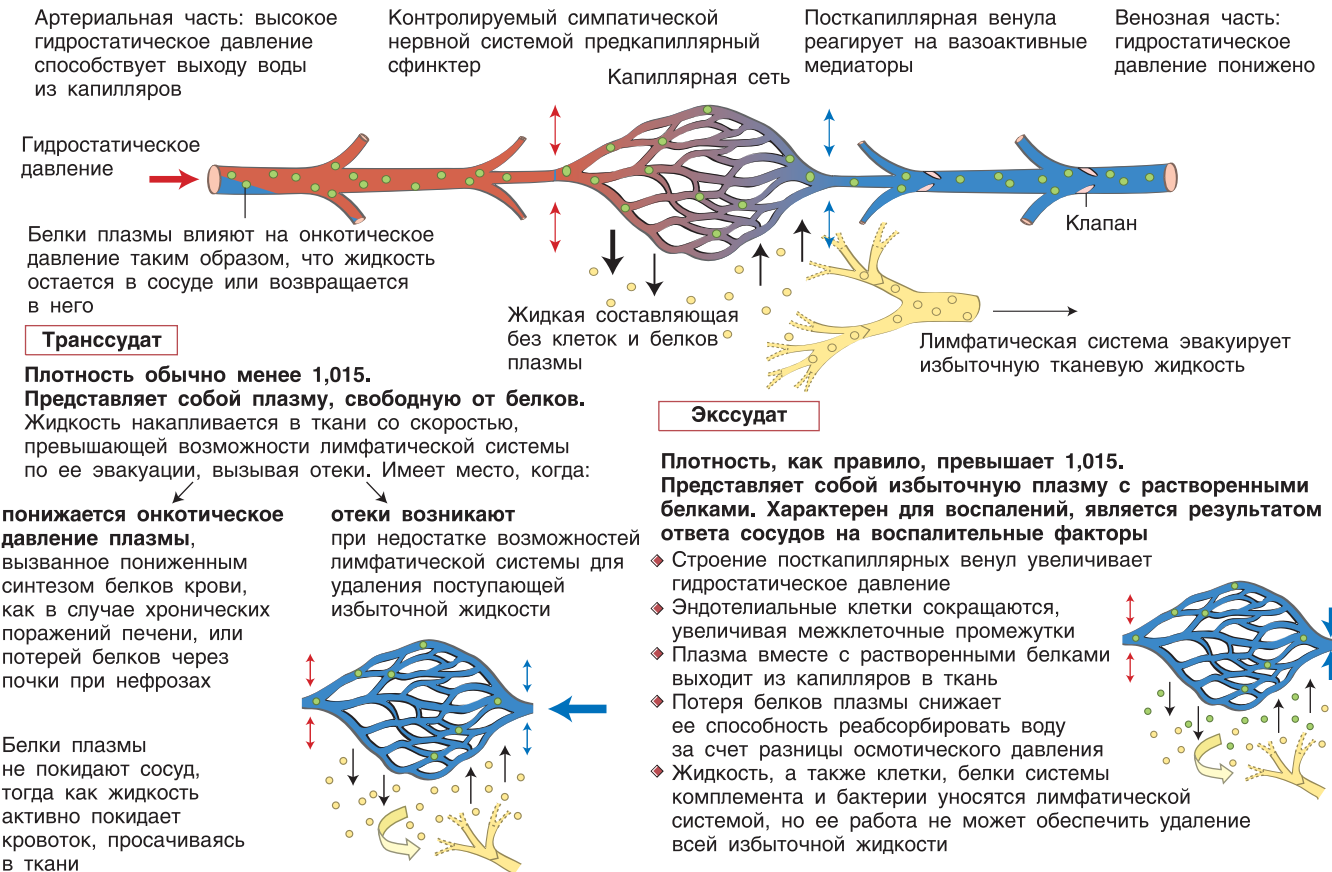 Артериальная часть: высокое
гидростатическое давление
способствует выходу воды
из капилляров
Контролируемый симпатической
нервной системой предкапиллярный
сфинктер
Капиллярная сеть
Посткапиллярная венула
реагирует на вазоактивные
медиаторы
Венозная часть:
гидростатическое
давление понижено
Гидростатическое
давление
Клапан
Белки плазмы влияют на онкотическое
давление таким образом, что жидкость
остается в сосуде или возвращается
в него
Жидкая составляющая
без клеток и белков
плазмы
Лимфатическая система эвакуирует
избыточную тканевую жидкость
Транссудат
Плотность обычно менее 1,015.
Представляет собой плазму, свободную от белков.
Жидкость накапливается в ткани со скоростью,
превышающей возможности лимфатической системы
по ее эвакуации, вызывая отеки. Имеет место, когда:
понижается онкотическое
давление плазмы,
вызванное пониженным
синтезом белков крови,
как в случае хронических
поражений печени, или
потерей белков через
почки при нефрозах
отеки возникают
при недостатке возможностей
лимфатической системы для
удаления поступающей
избыточной жидкости
Белки плазмы
не покидают сосуд,
тогда как жидкость
активно покидает
кровоток, просачиваясь
в ткани
Экссудат
Плотность, как правило, превышает 1,015.
Представляет собой избыточную плазму с растворенными
белками. Характерен для воспалений, является результатом
ответа сосудов на воспалительные факторы
Строение посткапиллярных венул увеличивает
гидростатическое давление
Эндотелиальные клетки сокращаются,
увеличивая межклеточные промежутки
Плазма вместе с растворенными белками
выходит из капилляров в ткань
Потеря белков плазмы снижает
ее способность реабсорбировать воду
за счет разницы осмотического давления
Жидкость, а также клетки, белки системы
комплемента и бактерии уносятся лимфатической
системой, но ее работа не может обеспечить удаление
всей избыточной жидкости